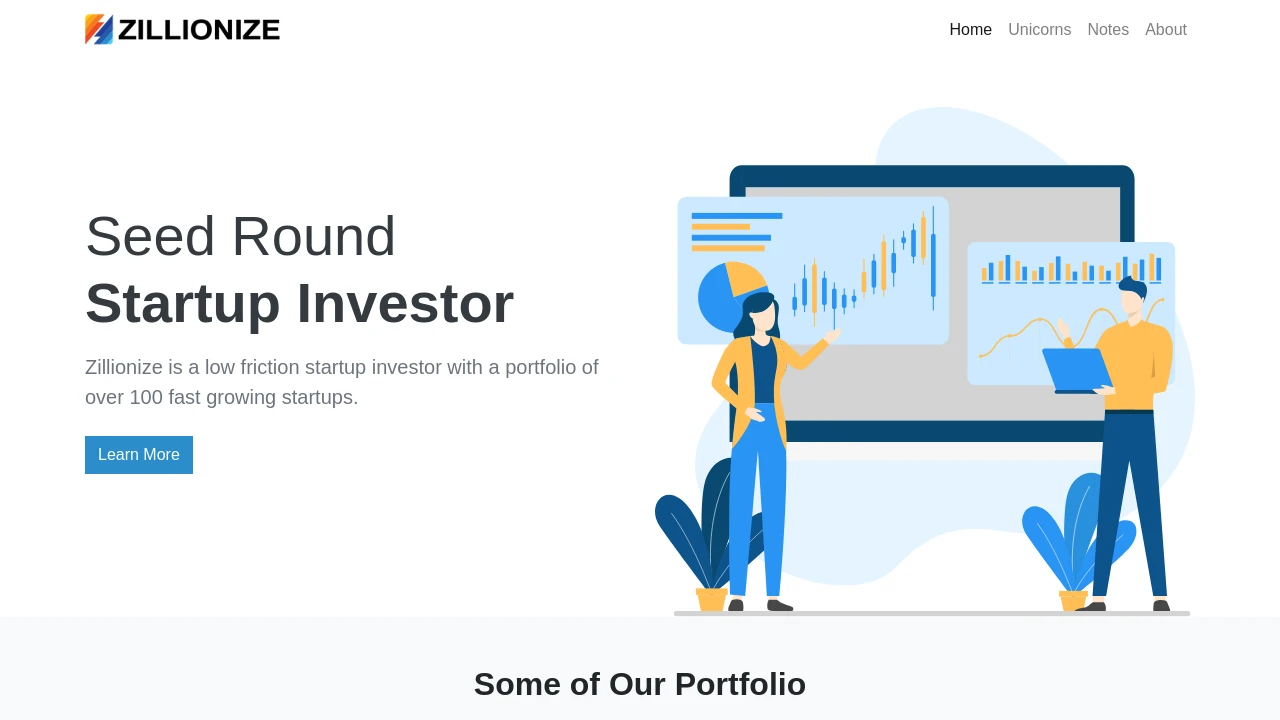 ZILLIONIZE
Home Unicorns Notes About
Seed Round
Startup Investor
Zillionize is a low friction startup investor with a portfolio of
over 100 fast growing startups.
Learn More
Some of Our Portfolio